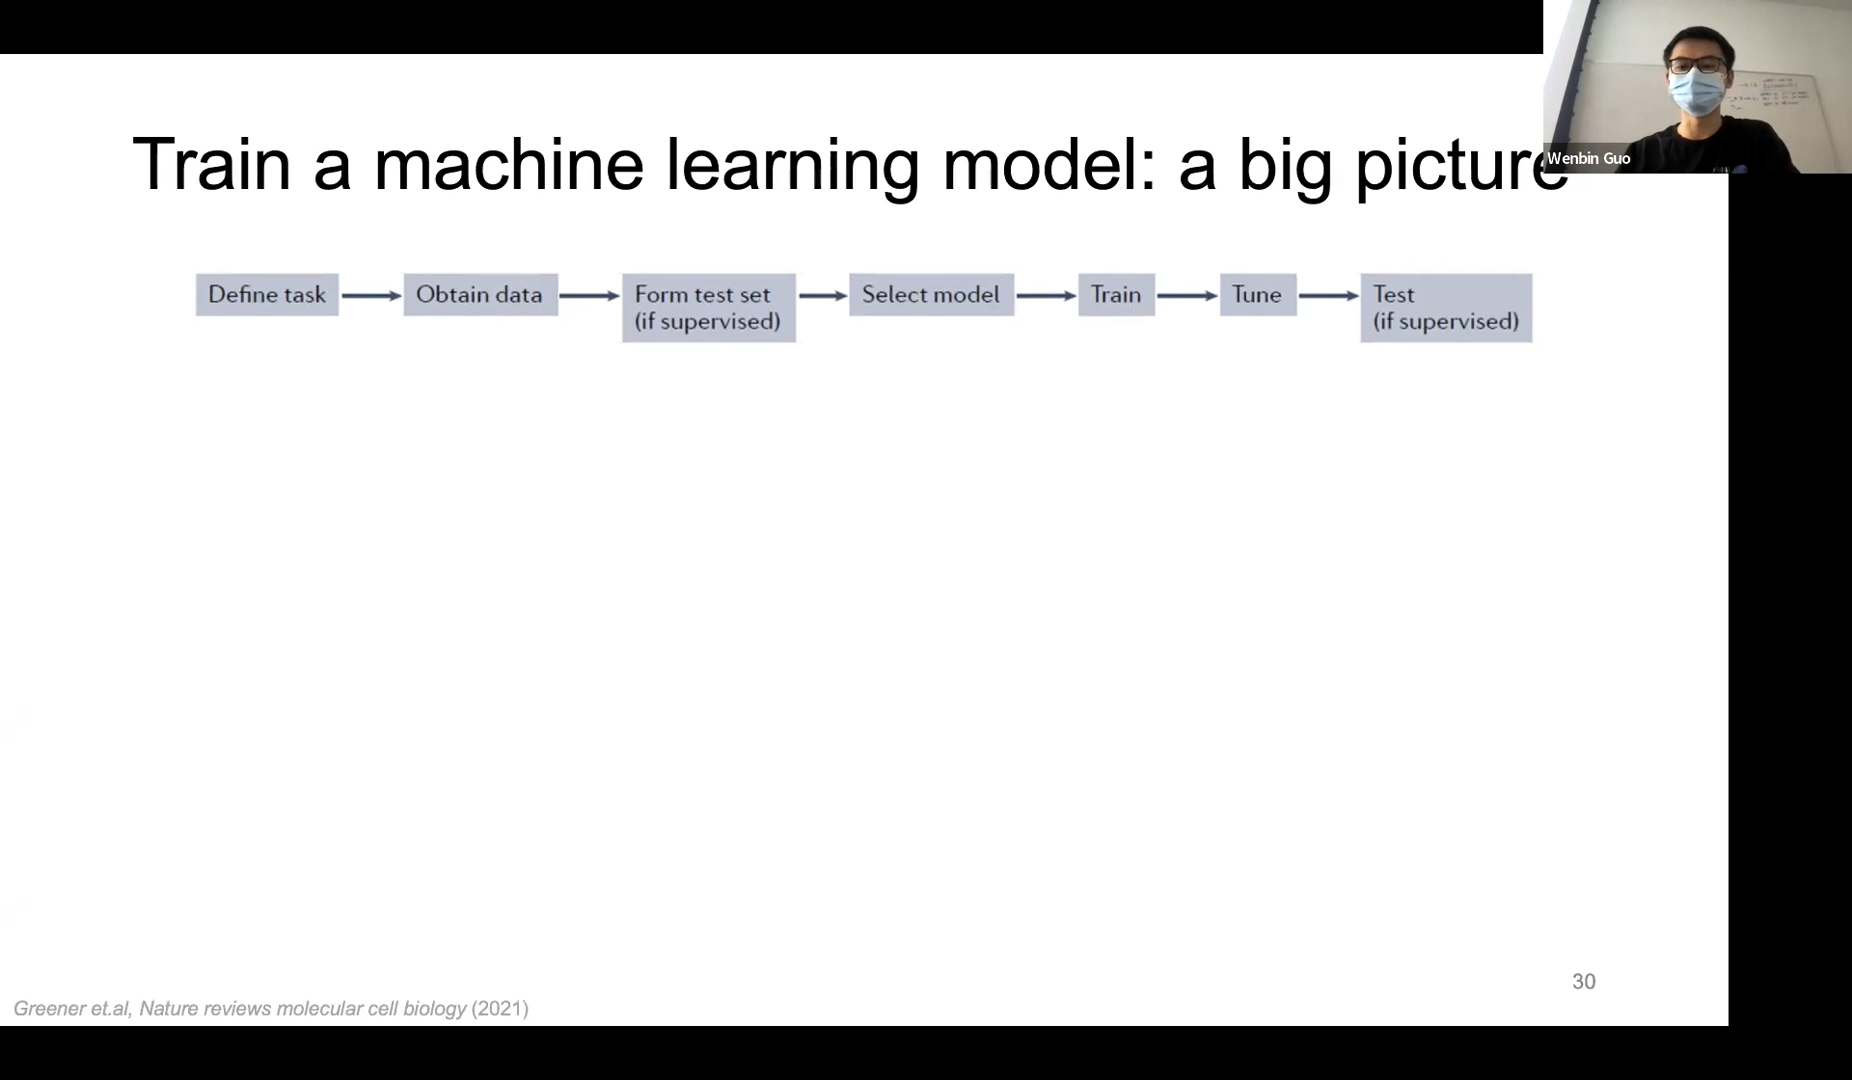 Train a machine learning model: a big picture
Wenbin Guo
Define task
Obtain data
Form test set
(if supervised)
Select model
Train
Tune
Test
(if supervised)
30
Greener et.al, Nature reviews molecular cell biology (2021)